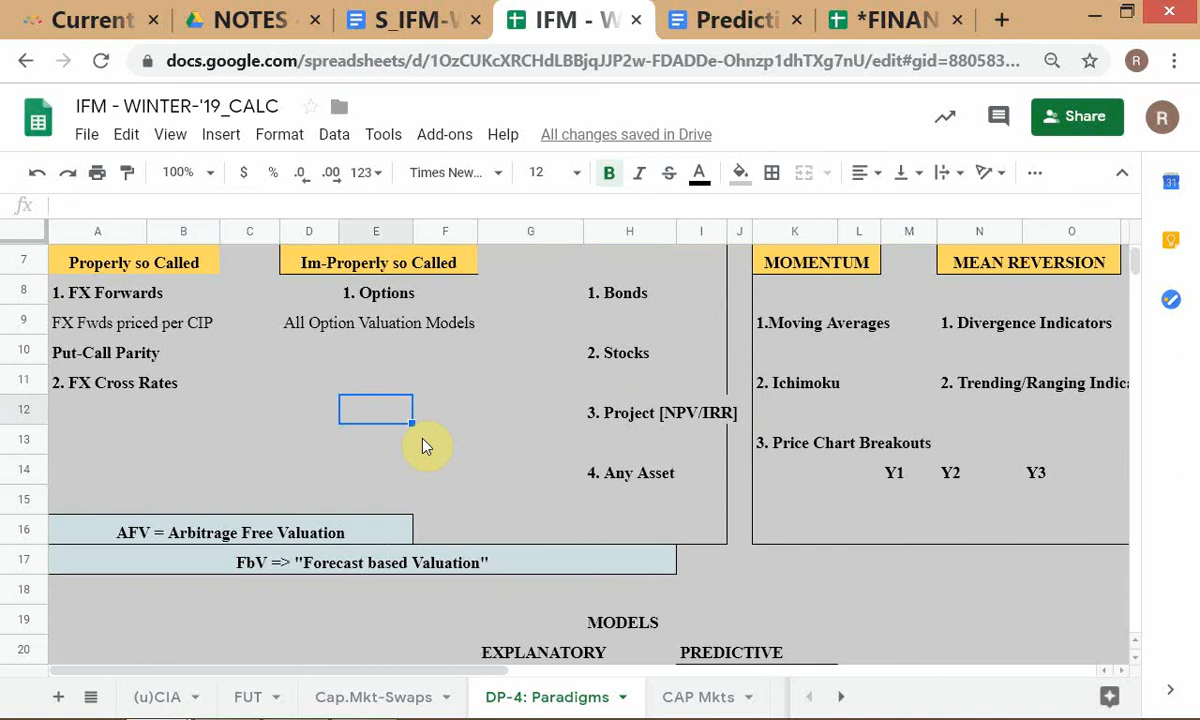 Current × NOTES × S_IFM-W × IFM - W × Predicti × *FINAN × +
docs.google.com/spreadsheets/d/1OzCUKcXRCHdLBBjqJJP2w-FDADDe-Ohnzp1dhTXg7nU/edit#gid=880583... R
IFM - WINTER-'19_CALC
File Edit View Insert Format Data Tools Add-ons Help All changes saved in Drive
Share R
100% $ % .0 .00 123 Times New... 12 B I S A ...
31
fx
A B C D E F G H I J K L M N O
7 Properly so Called Im-Properly so Called MOMENTUM MEAN REVERSION
8 1. FX Forwards 1. Options 1. Bonds
9 FX Fwds priced per CIP All Option Valuation Models 1.Moving Averages 1. Divergence Indicators
10 Put-Call Parity 2. Stocks
11 2. FX Cross Rates 2. Ichimoku 2. Trending/Ranging Indic
12 3. Project [NPV/IRR]
13 3. Price Chart Breakouts
14 4. Any Asset Y1 Y2 Y3
15
16 AFV = Arbitrage Free Valuation
17 FbV => "Forecast based Valuation"
18
19 MODELS
20 EXPLANATORY PREDICTIVE
+ (u)CIA FUT Cap.Mkt-Swaps DP-4: Paradigms CAP Mkts